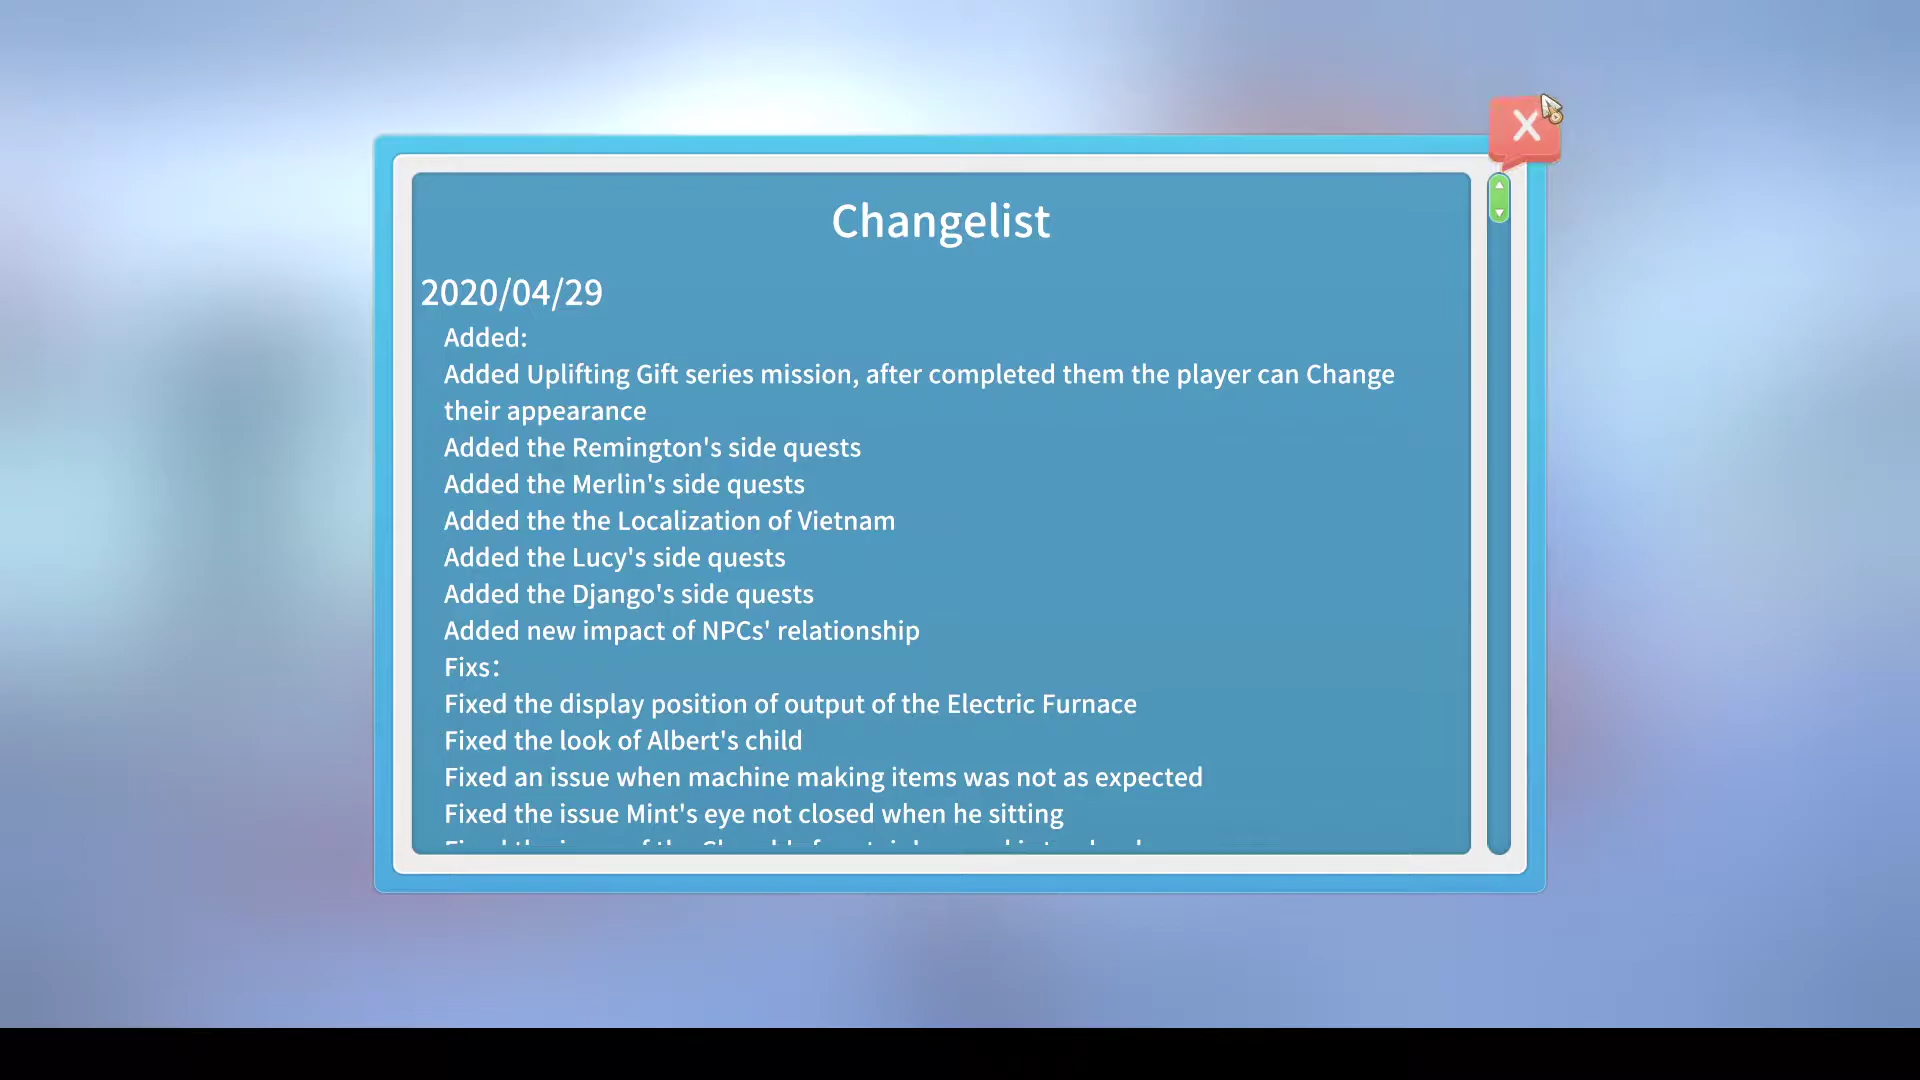 Changelist
2020/04/29
Added:
Added Uplifting Gift series mission, after completed them the player can Change
their appearance
Added the Remington's side quests
Added the Merlin's side quests
Added the the Localization of Vietnam
Added the Lucy's side quests
Added the Django's side quests
Added new impact of NPCs' relationship
Fixs：
Fixed the display position of output of the Electric Furnace
Fixed the look of Albert's child
Fixed an issue when machine making items was not as expected
Fixed the issue Mint's eye not closed when he sitting